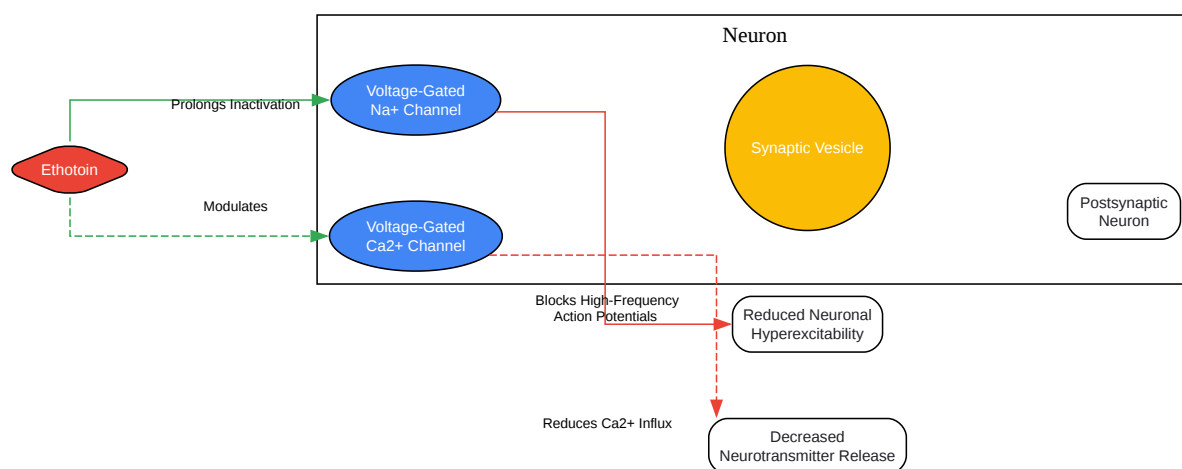 Neuron
Voltage-Gated
Na+ Channel
Prolongs Inactivation
Synaptic Vesicle
Ethotoin
Modulates
Voltage-Gated
Ca2+ Channel
Postsynaptic
Neuron
Blocks High-Frequency
Action Potentials
Reduced Neuronal
Hyperexcitability
Reduces Ca2+ Influx
Decreased
Neurotransmitter Release